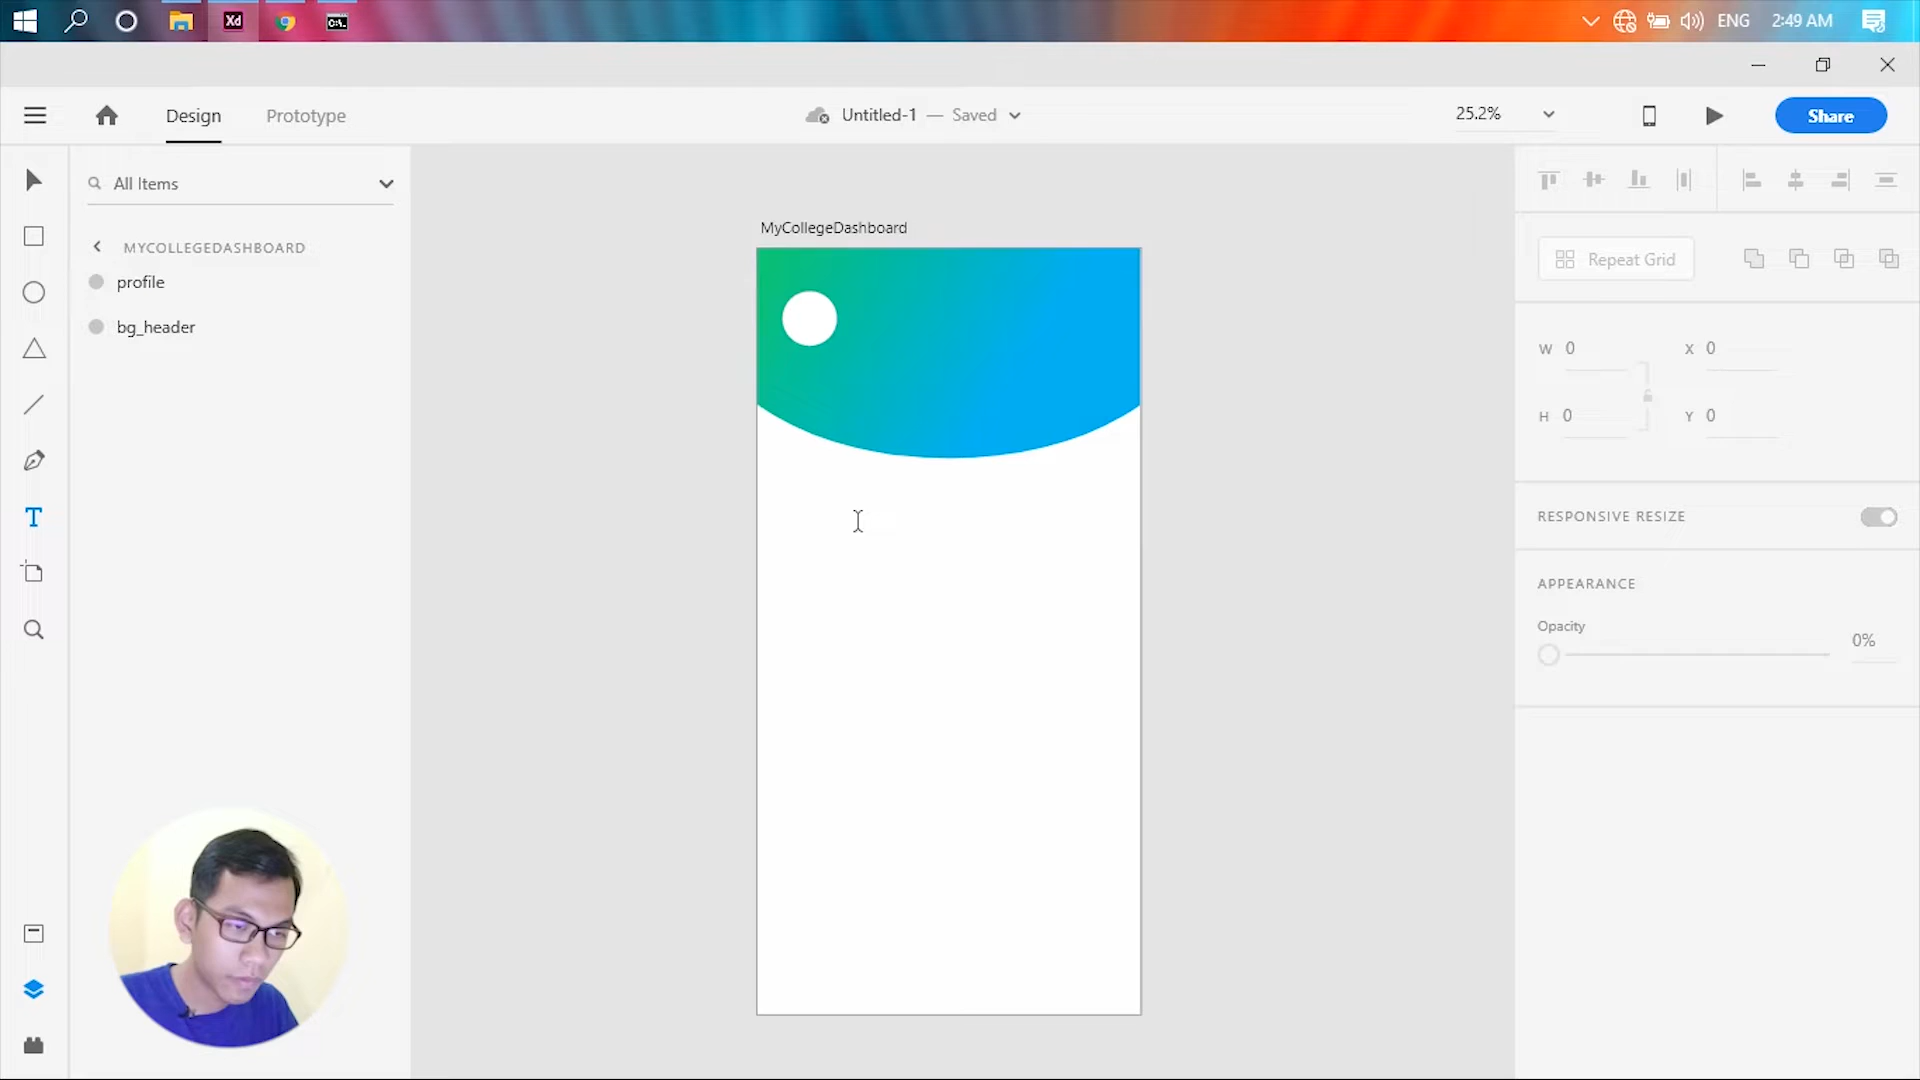 Xd
C:\.
ENG
2:49 AM
Design
Prototype
Untitled-1 — Saved
25.2%
Share
All Items
MYCOLLEGEDASHBOARD
profile
bg_header
T
MyCollegeDashboard
Repeat Grid
W 0
X 0
H 0
Y 0
RESPONSIVE RESIZE
APPEARANCE
Opacity
0%